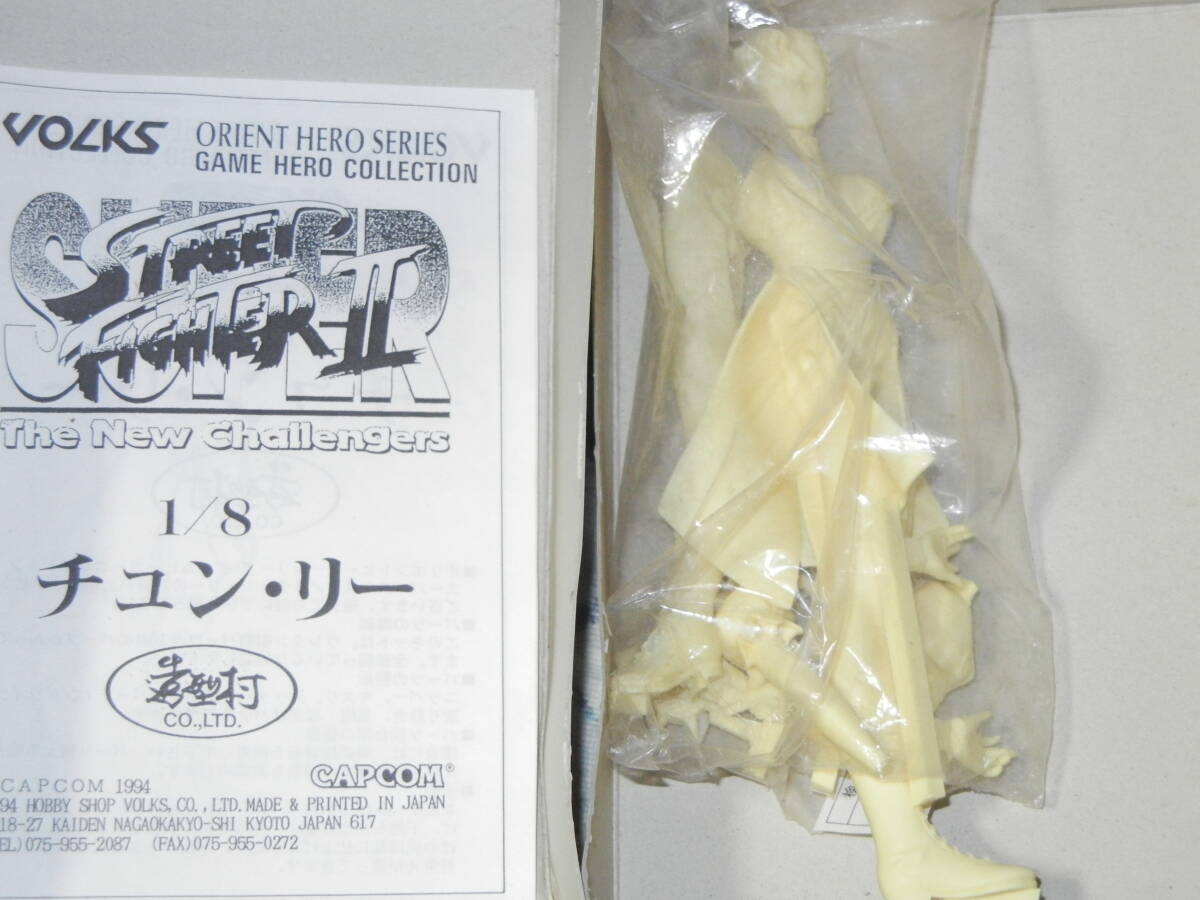 VOLKS
ORIENT HERO SERIES
GAME HERO COLLECTION
SUPER
STREET
FIGHTER II
The New Challengers
1/8
チュン・リー
造型村
CO.,LTD.
CAPCOM 1994
CAPCOM®
94 HOBBY SHOP VOLKS, CO., LTD. MADE & PRINTED IN JAPAN
18-27 KAIDEN NAGAOKAKYO-SHI KYOTO JAPAN 617
EL)075-955-2087 (FAX)075-955-0272